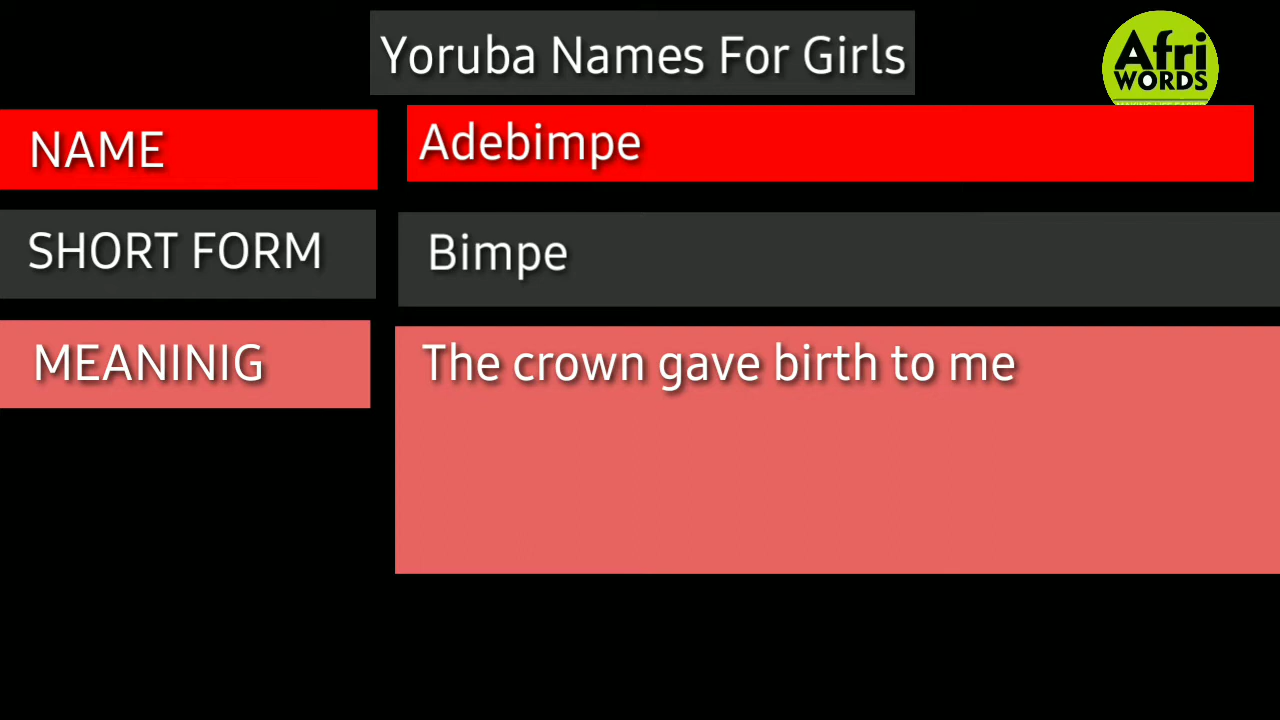 Yoruba Names For Girls
Afri
WORDS
NAME
Adebimpe
SHORT FORM
Bimpe
MEANINIG
The crown gave birth to me